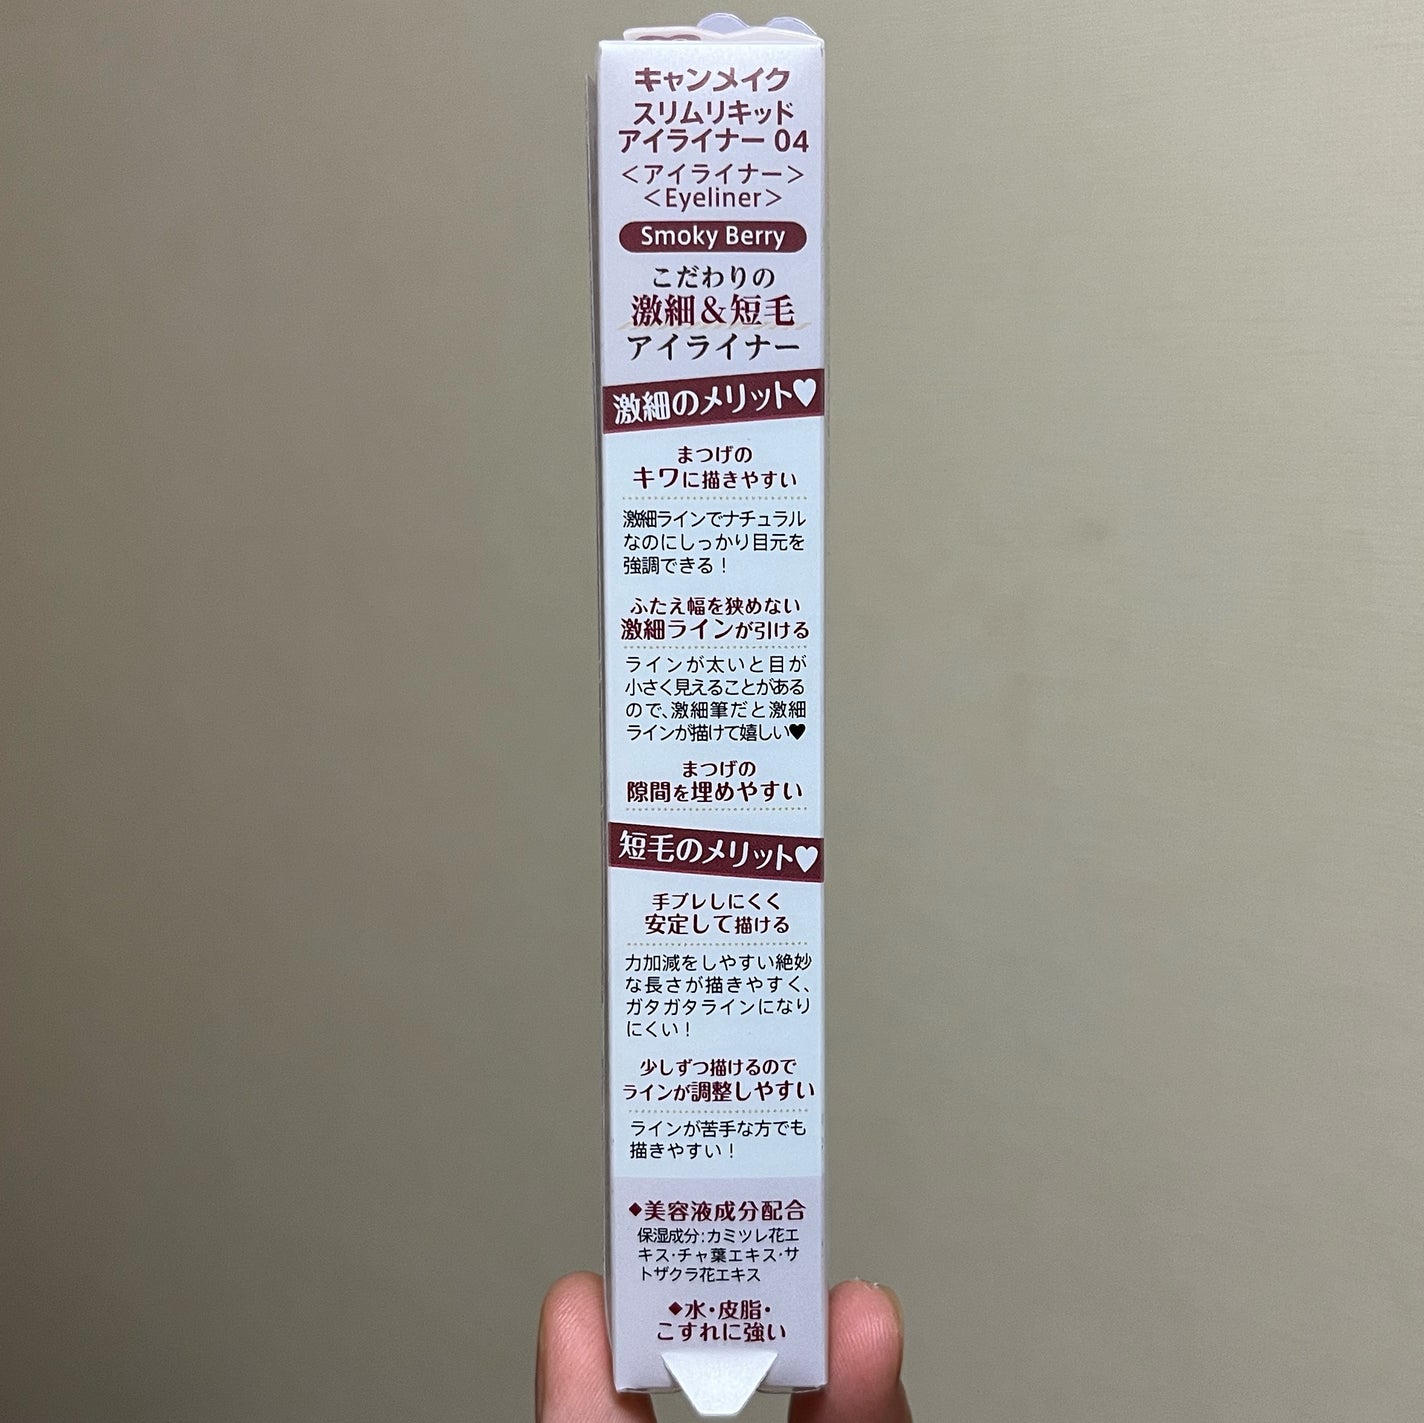 キャンメイク
スリムリキッド
アイライナー 04
＜アイライナー＞
＜Eyeliner＞
Smoky Berry
こだわりの
激細＆短毛
アイライナー
激細のメリット♥
まつげの
キワに描きやすい
激細ラインでナチュラル
なのにしっかり目元を
強調できる！
ふたえ幅を狭めない
激細ラインが引ける
ラインが太いと目が
小さく見えることがある
ので、激細筆だと激細
ラインが描けて嬉しい♥
まつげの
隙間を埋めやすい
短毛のメリット♥
手ブレしにくく
安定して描ける
力加減をしやすい絶妙
な長さが描きやすく、
ガタガタラインになり
にくい！
少しずつ描けるので
ラインが調整しやすい
ラインが苦手な方でも
描きやすい！
◆美容液成分配合
保湿成分：カミツレ花エ
キス・チャ葉エキス・サ
トザクラ花エキス
◆水・皮脂・
こすれに強い